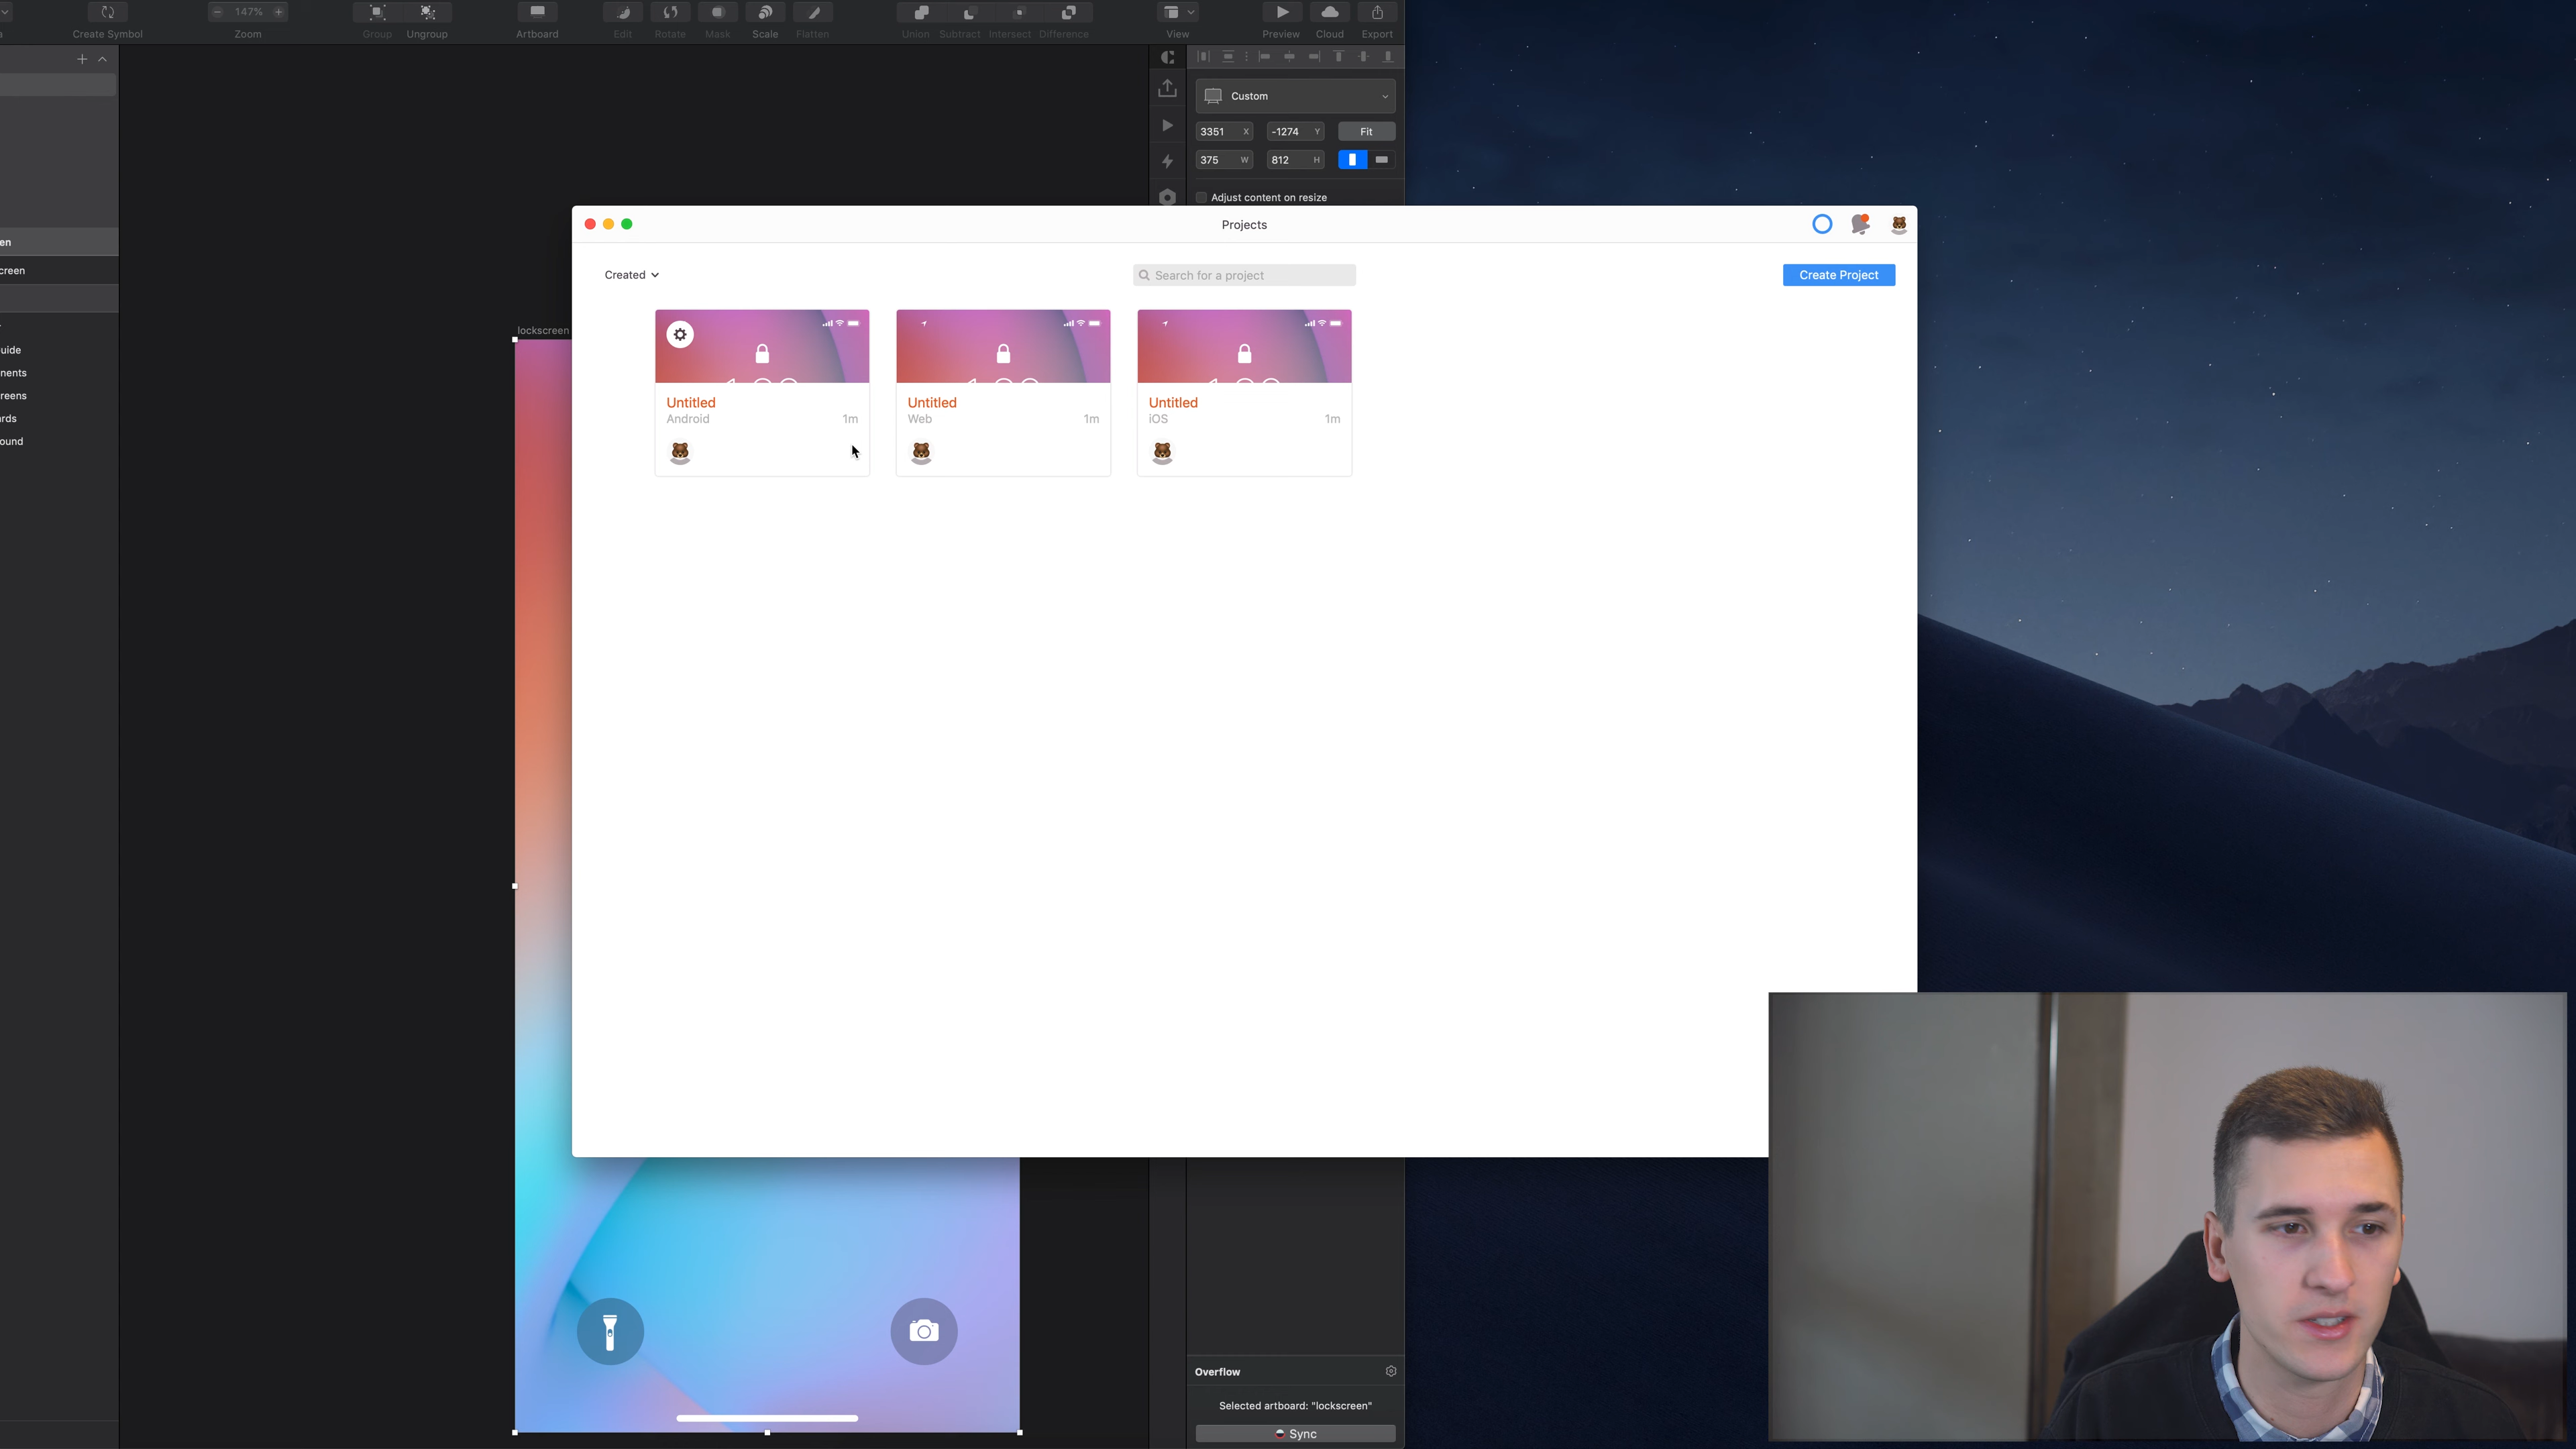 Create Symbol
147%
Zoom
Group
Ungroup
Artboard
Edit
Rotate
Mask
Scale
Flatten
Union
Subtract
Intersect
Difference
View
Preview
Cloud
Export
Custom
3351 X
-1274 Y
Fit
375 W
812 H
Adjust content on resize
en
creen
uide
nents
reens
rds
ound
lockscreen
Projects
Created
Search for a project
Create Project
Untitled
Android 1m
Untitled
Web 1m
Untitled
iOS 1m
Overflow
Selected artboard: "lockscreen"
Sync